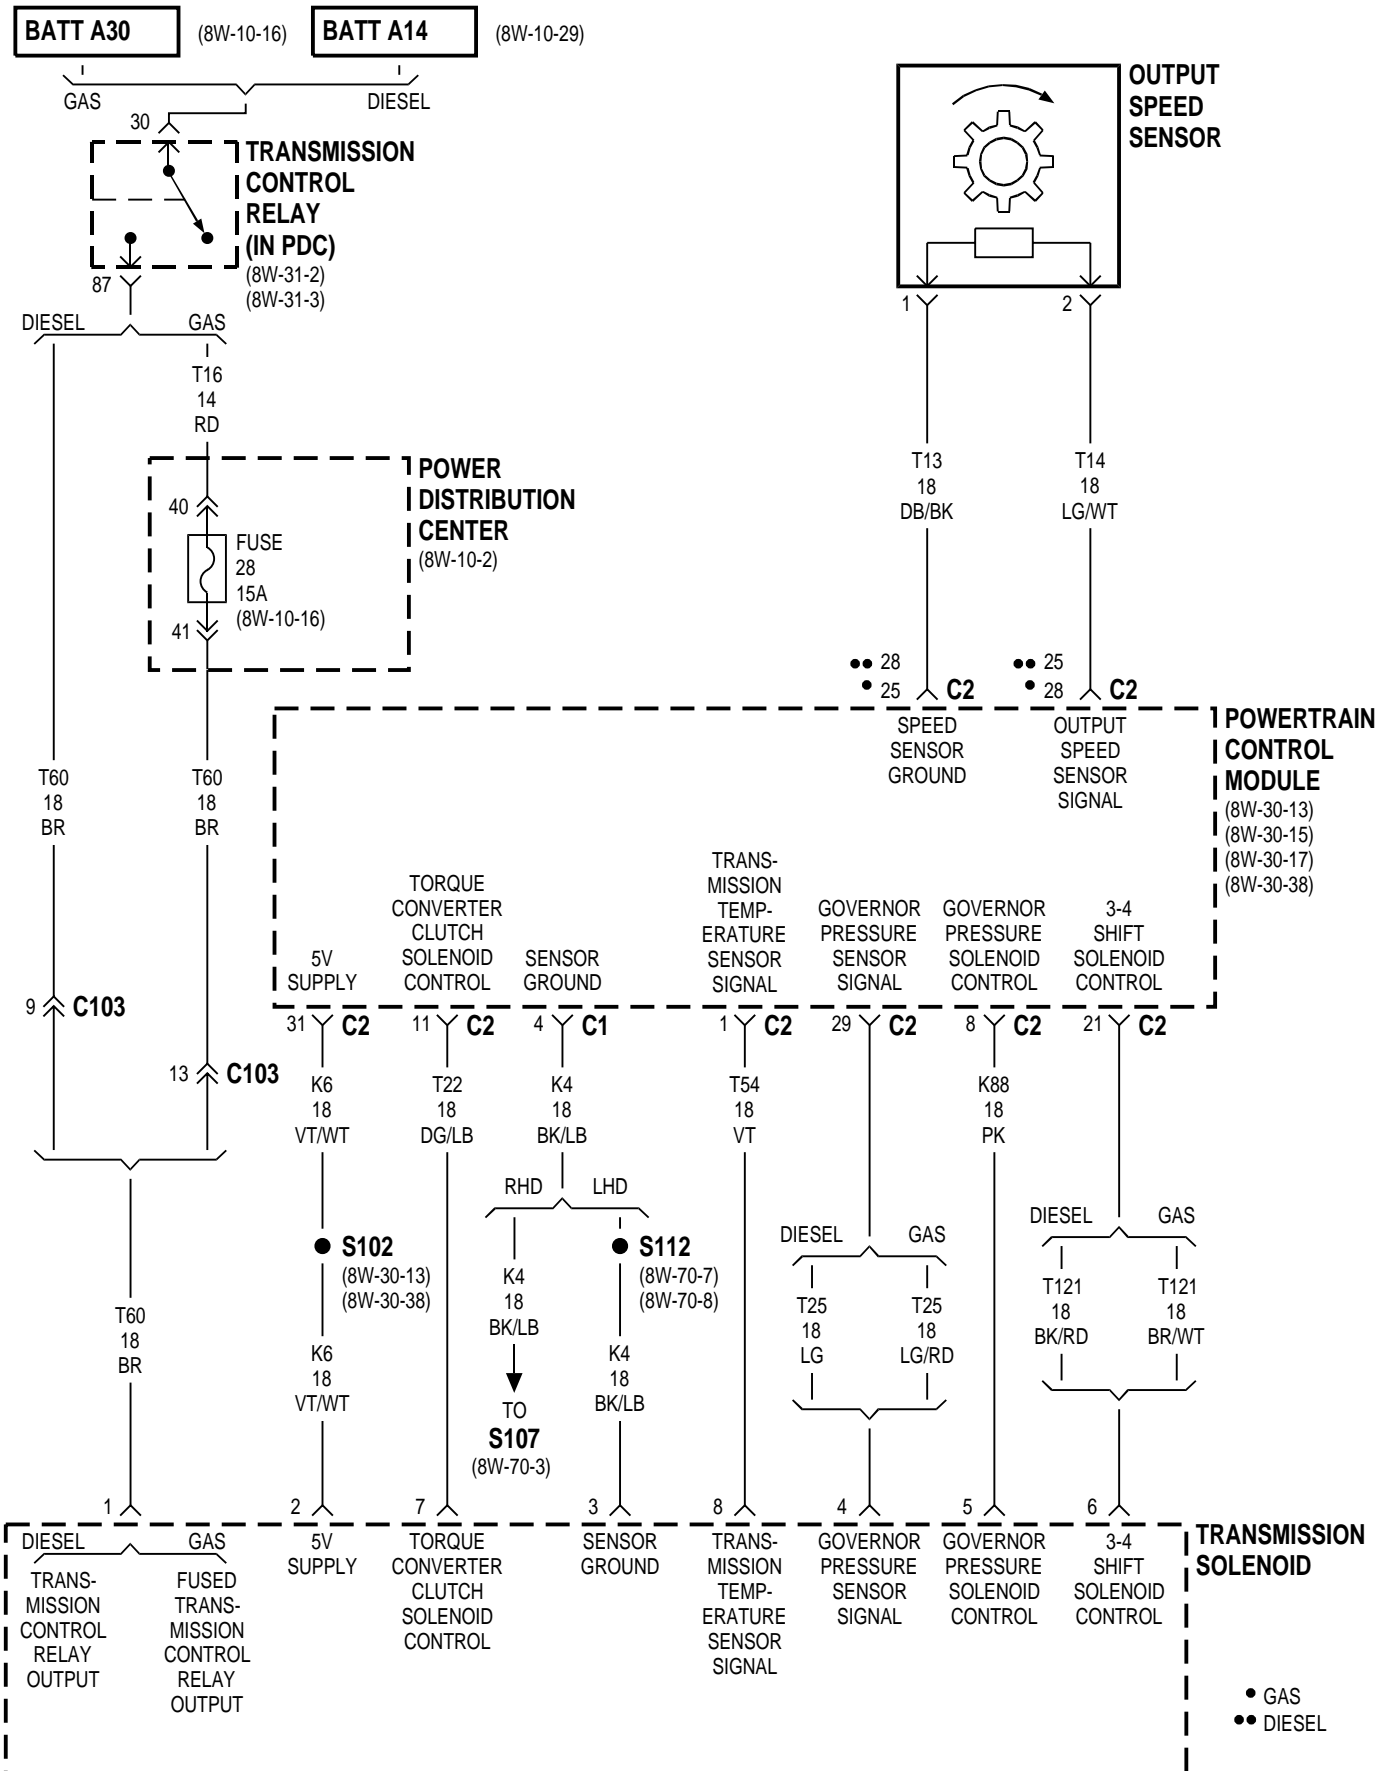 BATT A30
(8W-10-16)
BATT A14
(8W-10-29)
GAS
DIESEL
30
TRANSMISSION
CONTROL
RELAY
(IN PDC)
(8W-31-2)
(8W-31-3)
87
DIESEL
GAS
T16
14
RD
OUTPUT
SPEED
SENSOR
1
2
POWER
DISTRIBUTION
CENTER
(8W-10-2)
40
FUSE
28
15A
(8W-10-16)
41
T13
18
DB/BK
T14
18
LG/WT
•• 28
• 25
C2
•• 25
• 28
C2
SPEED
SENSOR
GROUND
OUTPUT
SPEED
SENSOR
SIGNAL
POWERTRAIN
CONTROL
MODULE
(8W-30-13)
(8W-30-15)
(8W-30-17)
(8W-30-38)
T60
18
BR
T60
18
BR
5V
SUPPLY
TORQUE
CONVERTER
CLUTCH
SOLENOID
CONTROL
SENSOR
GROUND
TRANS-
MISSION
TEMP-
ERATURE
SENSOR
SIGNAL
GOVERNOR
PRESSURE
SENSOR
SIGNAL
GOVERNOR
PRESSURE
SOLENOID
CONTROL
3-4
SHIFT
SOLENOID
CONTROL
9
C103
13
C103
31
C2
11
C2
4
C1
1
C2
29
C2
8
C2
21
C2
K6
18
VT/WT
T22
18
DG/LB
K4
18
BK/LB
T54
18
VT
K88
18
PK
RHD
LHD
S102
(8W-30-13)
(8W-30-38)
K4
18
BK/LB
S112
(8W-70-7)
(8W-70-8)
DIESEL
GAS
T25
18
LG
T25
18
LG/RD
DIESEL
GAS
T121
18
BK/RD
T121
18
BR/WT
T60
18
BR
K6
18
VT/WT
TO
S107
(8W-70-3)
K4
18
BK/LB
1
2
7
3
8
4
5
6
DIESEL
TRANS-
MISSION
CONTROL
RELAY
OUTPUT
GAS
FUSED
TRANS-
MISSION
CONTROL
RELAY
OUTPUT
5V
SUPPLY
TORQUE
CONVERTER
CLUTCH
SOLENOID
CONTROL
SENSOR
GROUND
TRANS-
MISSION
TEMP-
ERATURE
SENSOR
SIGNAL
GOVERNOR
PRESSURE
SENSOR
SIGNAL
GOVERNOR
PRESSURE
SOLENOID
CONTROL
3-4
SHIFT
SOLENOID
CONTROL
TRANSMISSION
SOLENOID
• GAS
•• DIESEL